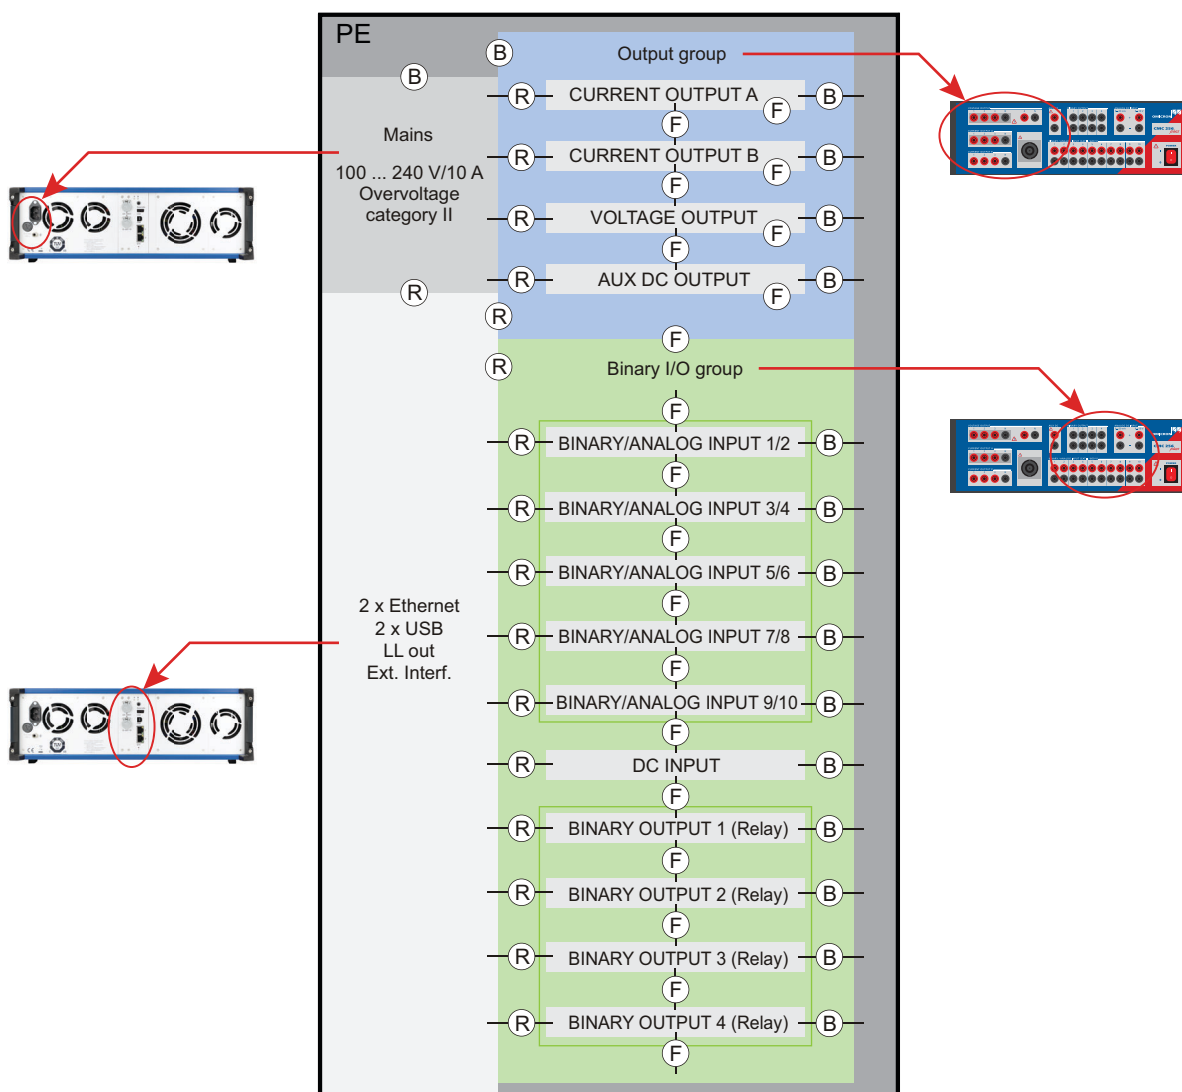 PE
B
Output group
B
R
CURRENT OUTPUT A
B
F
F
Mains
R
CURRENT OUTPUT B
B
F
100 ... 240 V/10 A
Overvoltage
category II
F
R
VOLTAGE OUTPUT
B
F
F
R
AUX DC OUTPUT
B
F
R
R
F
R
Binary I/O group
F
R
BINARY/ANALOG INPUT 1/2
B
F
R
BINARY/ANALOG INPUT 3/4
B
F
R
BINARY/ANALOG INPUT 5/6
B
F
2 x Ethernet
2 x USB
LL out
Ext. Interf.
R
BINARY/ANALOG INPUT 7/8
B
F
R
BINARY/ANALOG INPUT 9/10
B
F
R
DC INPUT
B
F
R
BINARY OUTPUT 1 (Relay)
B
F
R
BINARY OUTPUT 2 (Relay)
B
F
R
BINARY OUTPUT 3 (Relay)
B
F
R
BINARY OUTPUT 4 (Relay)
B
F